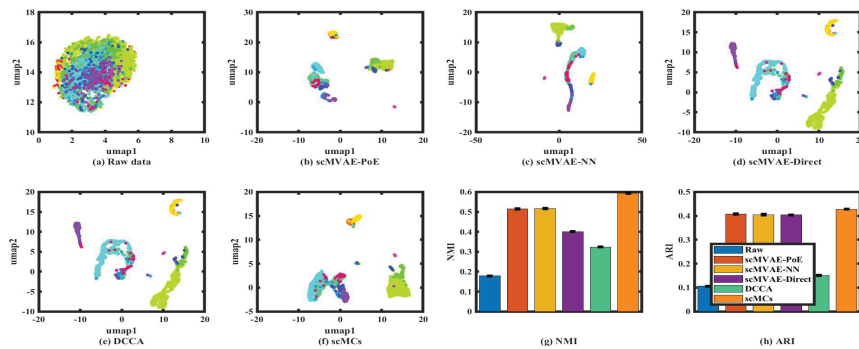 18
16
14
12
10
0 2 4 6 8 10
umap2
umap1
(a) Raw data
30
20
10
0
-10
-20 -10 0 10 20
umap2
umap1
(b) scMVAE-PoE
20
10
0
-10
-20
-50 0 50
umap2
umap1
(c) scMVAE-NN
20
15
10
5
0
-5
-10
-20 -10 0 10 20
umap2
umap1
(d) scMVAE-Direct
20
15
10
5
0
-5
-10
-20 -10 0 10 20
umap2
umap1
(e) DCCA
20
15
10
5
0
-5
-20 -10 0 10 20
umap2
umap1
(f) scMCs
0.6
0.5
0.4
0.3
0.2
0.1
0
NMI
(g) NMI
0.5
0.4
0.3
0.2
0.1
0
ARI
Raw
scMVAE-PoE
scMVAE-NN
scMVAE-Direct
DCCA
scMCs
(h) ARI